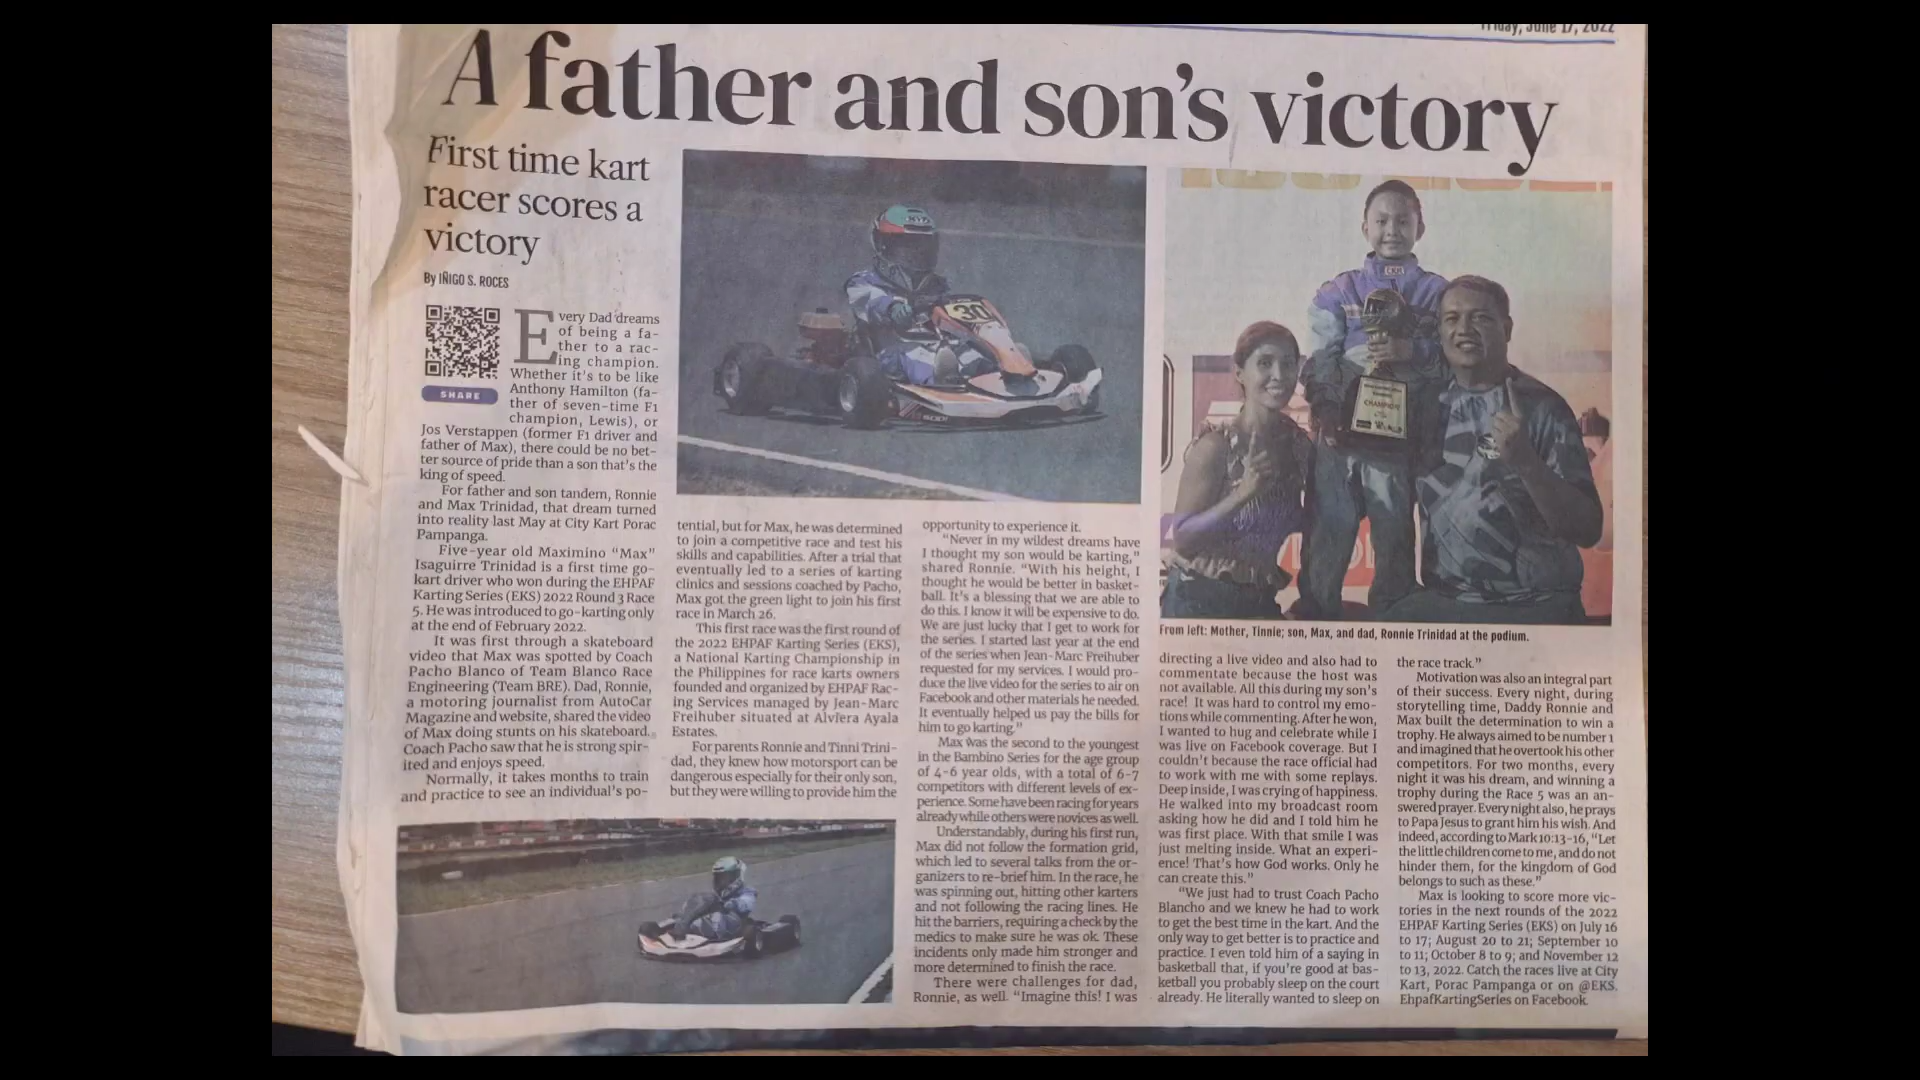 Friday, June 17, 2022
A father and son's victory
First time kart
racer scores a
victory
By IÑIGO S. ROCES
SHARE
Every Dad dreams
of being a fa-
ther to a rac-
ing champion.
Whether it's to be like
Anthony Hamilton (fa-
ther of seven-time F1
champion, Lewis), or
Jos Verstappen (former F1 driver and
father of Max), there could be no bet-
ter source of pride than a son that's the
king of speed.
For father and son tandem, Ronnie
and Max Trinidad, that dream turned
into reality last May at City Kart Porac
Pampanga.
Five-year old Maximino "Max"
Isaguirre Trinidad is a first time go-
kart driver who won during the EHPAF
Karting Series (EKS) 2022 Round 3 Race
5. He was introduced to go-karting only
at the end of February 2022.
It was first through a skateboard
video that Max was spotted by Coach
Pacho Blanco of Team Blanco Race
Engineering (Team BRE). Dad, Ronnie,
a motoring journalist from AutoCar
Magazine and website, shared the video
of Max doing stunts on his skateboard.
Coach Pacho saw that he is strong spir-
ited and enjoys speed.
Normally, it takes months to train
and practice to see an individual's po-
tential, but for Max, he was determined
to join a competitive race and test his
skills and capabilities. After a trial that
eventually led to a series of karting
clinics and sessions coached by Pacho,
Max got the green light to join his first
race in March 26.
This first race was the first round of
the 2022 EHPAF Karting Series (EKS),
a National Karting Championship in
the Philippines for race karts owners
founded and organized by EHPAF Rac-
ing Services managed by Jean-Marc
Freihuber situated at Alviera Ayala
Estates.
For parents Ronnie and Tinni Trini-
dad, they knew how motorsport can be
dangerous especially for their only son,
but they were willing to provide him the
opportunity to experience it.
"Never in my wildest dreams have
I thought my son would be karting,"
shared Ronnie. "With his height, I
thought he would be better in basket-
ball. It's a blessing that we are able to
do this. I know it will be expensive to do.
We are just lucky that I get to work for
the series. I started last year at the end
of the series when Jean-Marc Freihuber
requested for my services. I would pro-
duce the live video for the series to air on
Facebook and other materials he needed.
It eventually helped us pay the bills for
him to go karting."
Max was the second to the youngest
in the Bambino Series for the age group
of 4-6 year olds, with a total of 6-7
competitors with different levels of ex-
perience. Some have been racing for years
already while others were novices as well.
Understandably, during his first run,
Max did not follow the formation grid,
which led to several talks from the or-
ganizers to re-brief him. In the race, he
was spinning out, hitting other karters
and not following the racing lines. He
hit the barriers, requiring a check by the
medics to make sure he was ok. These
incidents only made him stronger and
more determined to finish the race.
There were challenges for dad,
Ronnie, as well. "Imagine this! I was
30
CHAMPION
From left: Mother, Tinnie; son, Max, and dad, Ronnie Trinidad at the podium.
directing a live video and also had to
commentate because the host was
not available. All this during my son's
race! It was hard to control my emo-
tions while commenting. After he won,
I wanted to hug and celebrate while I
was live on Facebook coverage. But I
couldn't because the race official had
to work with me with some replays.
Deep inside, I was crying of happiness.
He walked into my broadcast room
asking how he did and I told him he
was first place. With that smile I was
just melting inside. What an experi-
ence! That's how God works. Only he
can create this."
"We just had to trust Coach Pacho
Blancho and we knew he had to work
to get the best time in the kart. And the
only way to get better is to practice and
practice. I even told him of a saying in
basketball that, if you're good at bas-
ketball you probably sleep on the court
already. He literally wanted to sleep on
the race track."
Motivation was also an integral part
of their success. Every night, during
storytelling time, Daddy Ronnie and
Max built the determination to win a
trophy. He always aimed to be number 1
and imagined that he overtook his other
competitors. For two months, every
night it was his dream, and winning a
trophy during the Race 5 was an an-
swered prayer. Every night also, he prays
to Papa Jesus to grant him his wish. And
indeed, according to Mark 10:13-16, "Let
the little children come to me, and do not
hinder them, for the kingdom of God
belongs to such as these."
Max is looking to score more vic-
tories in the next rounds of the 2022
EHPAF Karting Series (EKS) on July 16
to 17; August 20 to 21; September 10
to 11; October 8 to 9; and November 12
to 13, 2022. Catch the races live at City
Kart, Porac Pampanga or on @EKS.
EhpafKartingSeries on Facebook.